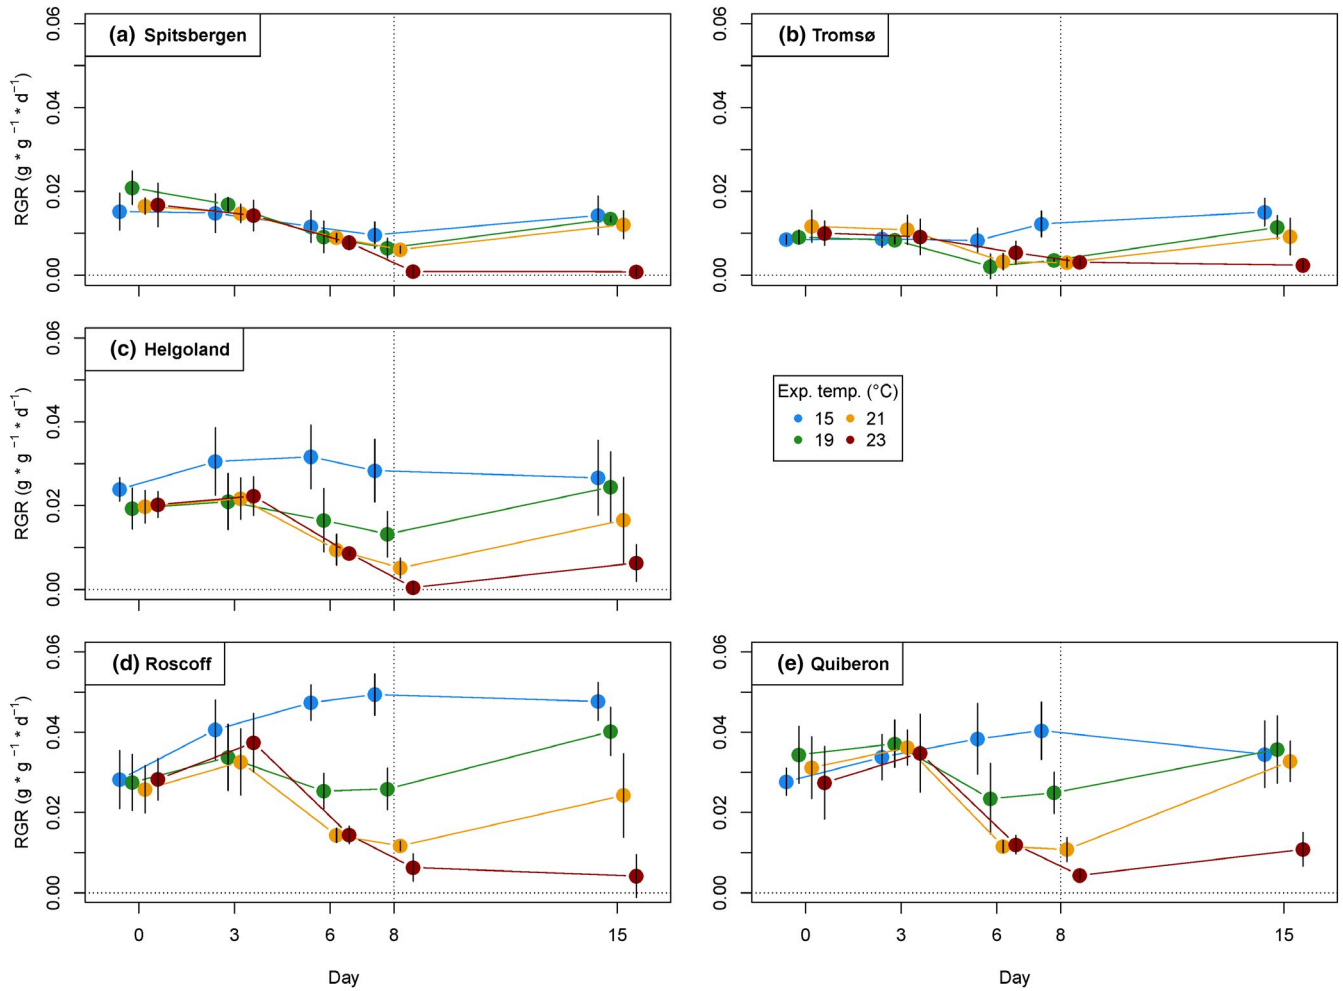 (a) Spitsbergen
0.06
0.04
0.02
0.00
RGR (g * g⁻¹ * d⁻¹)
(b) Tromsø
0.06
0.04
0.02
0.00
(c) Helgoland
0.06
0.04
0.02
0.00
RGR (g * g⁻¹ * d⁻¹)
Exp. temp. (°C)
15 21
19 23
(d) Roscoff
0.06
0.04
0.02
0.00
RGR (g * g⁻¹ * d⁻¹)
0 3 6 8 15
Day
(e) Quiberon
0.06
0.04
0.02
0.00
0 3 6 8 15
Day